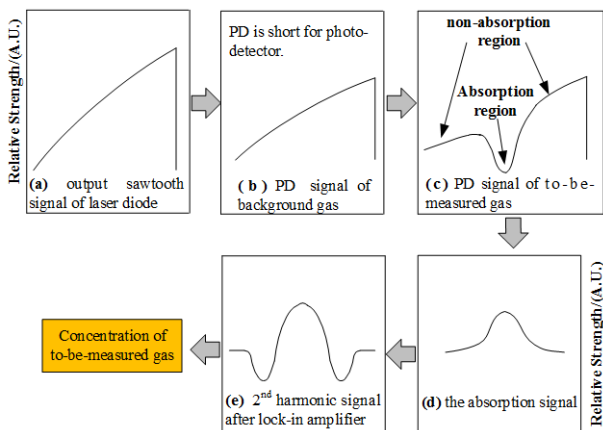 Relative Strength/(A.U.)
(a) output sawtooth
signal of laser diode
PD is short for photo-
detector.
(b) PD signal of
background gas
non-absorption
region
Absorption
region
(c) PD signal of to-be-
measured gas
Relative Strength/(A.U.)
(d) the absorption signal
(e) 2nd harmonic signal
after lock-in amplifier
Concentration of
to-be-measured gas